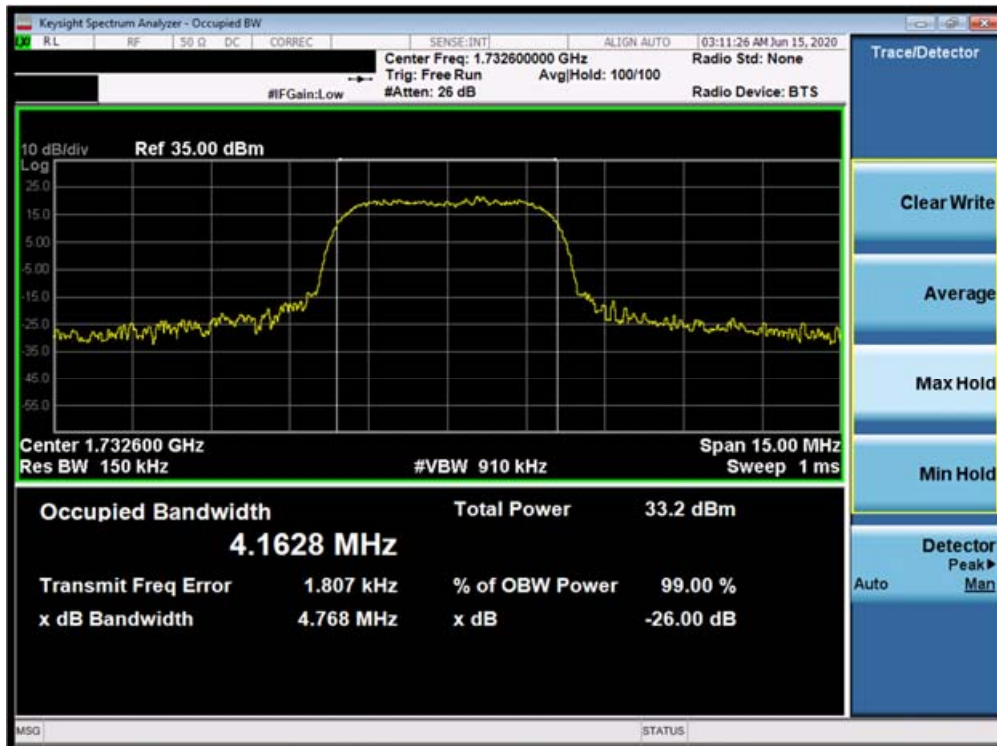 Keysight Spectrum Analyzer - Occupied BW
LXI RL RF 50 Ω DC CORREC SENSE:INT ALIGN AUTO 03:11:26 AM Jun 15, 2020
Center Freq: 1.732600000 GHz Radio Std: None
Trig: Free Run Avg|Hold: 100/100
#IFGain:Low #Atten: 26 dB Radio Device: BTS
10 dB/div Ref 35.00 dBm
Log
25.0
15.0
5.00
-5.00
-15.0
-25.0
-35.0
-45.0
-55.0
Center 1.732600 GHz Span 15.00 MHz
Res BW 150 kHz #VBW 910 kHz Sweep 1 ms
Occupied Bandwidth Total Power 33.2 dBm
4.1628 MHz
Transmit Freq Error 1.807 kHz % of OBW Power 99.00 %
x dB Bandwidth 4.768 MHz x dB -26.00 dB
Trace/Detector
Clear Write
Average
Max Hold
Min Hold
Detector
Peak▶
Auto Man
MSG STATUS